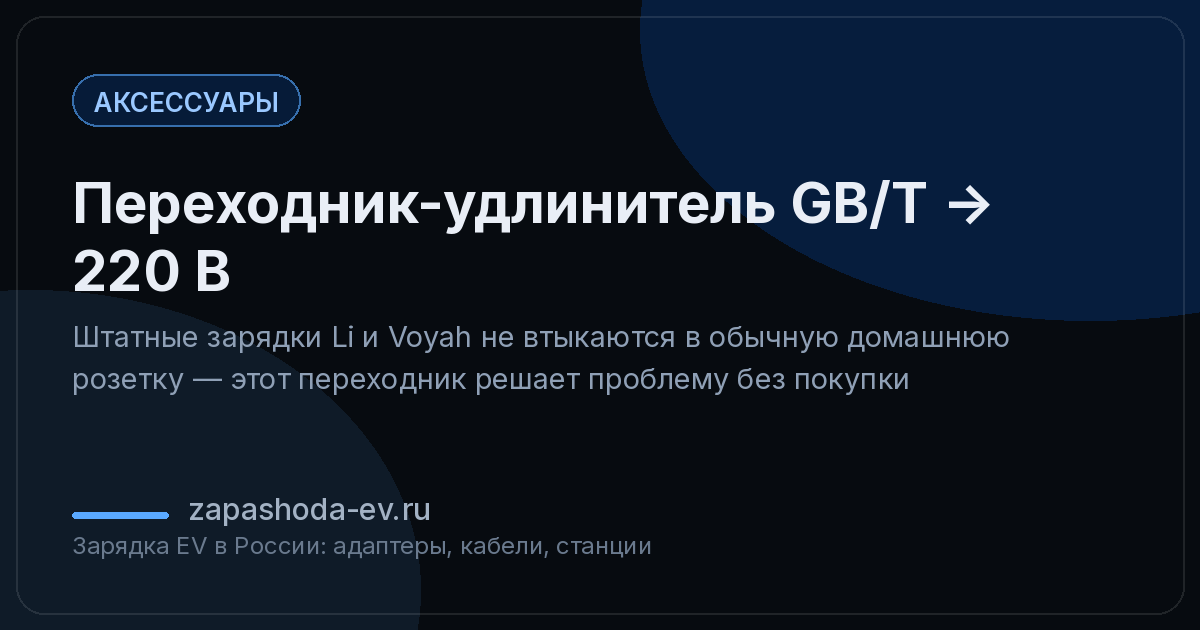 АКСЕССУАРЫ
Переходник-удлинитель GB/T →
220 В
Штатные зарядки Li и Voyah не втыкаются в обычную домашнюю
розетку — этот переходник решает проблему без покупки
zapashoda-ev.ru
Зарядка EV в России: адаптеры, кабели, станции